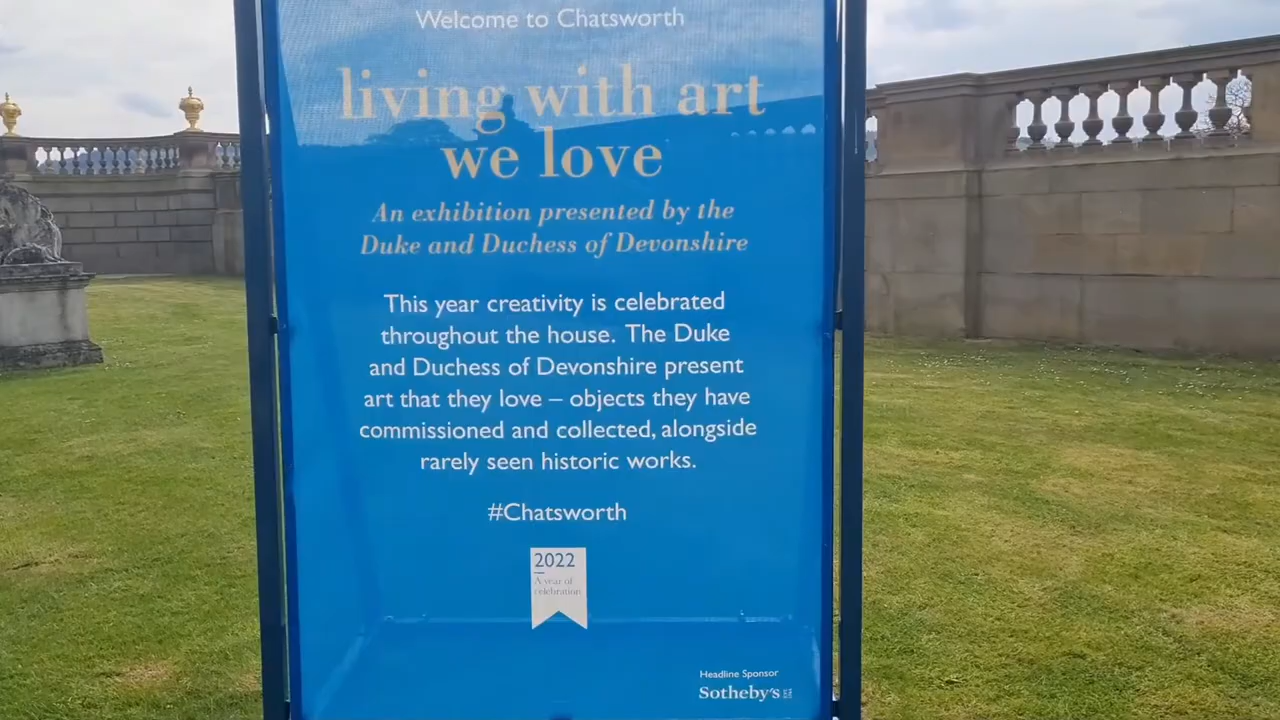 Welcome to Chatsworth
living with art
we love
An exhibition presented by the
Duke and Duchess of Devonshire
This year creativity is celebrated
throughout the house. The Duke
and Duchess of Devonshire present
art that they love – objects they have
commissioned and collected, alongside
rarely seen historic works.
#Chatsworth
2022
A year of
celebration
Headline Sponsor
Sotheby's